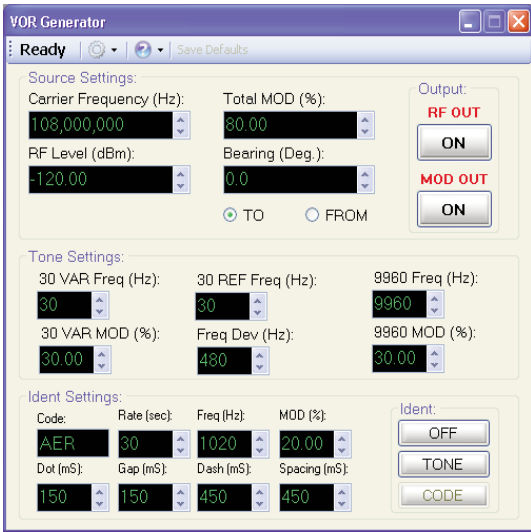 VOR Generator
Ready Save Defaults
Source Settings:
Carrier Frequency (Hz): Total MOD (%):
108,000,000 80.00
RF Level (dBm): Bearing (Deg.):
-120.00 0.0
TO FROM
Output:
RF OUT
ON
MOD OUT
ON
Tone Settings:
30 VAR Freq (Hz): 30 REF Freq (Hz): 9960 Freq (Hz):
30 30 9960
30 VAR MOD (%): Freq Dev (Hz): 9960 MOD (%):
30.00 480 30.00
Ident Settings:
Code: Rate (sec): Freq (Hz): MOD (%):
AER 30 1020 20.00
Dot (mS): Gap (mS): Dash (mS): Spacing (mS):
150 150 450 450
Ident:
OFF
TONE
CODE